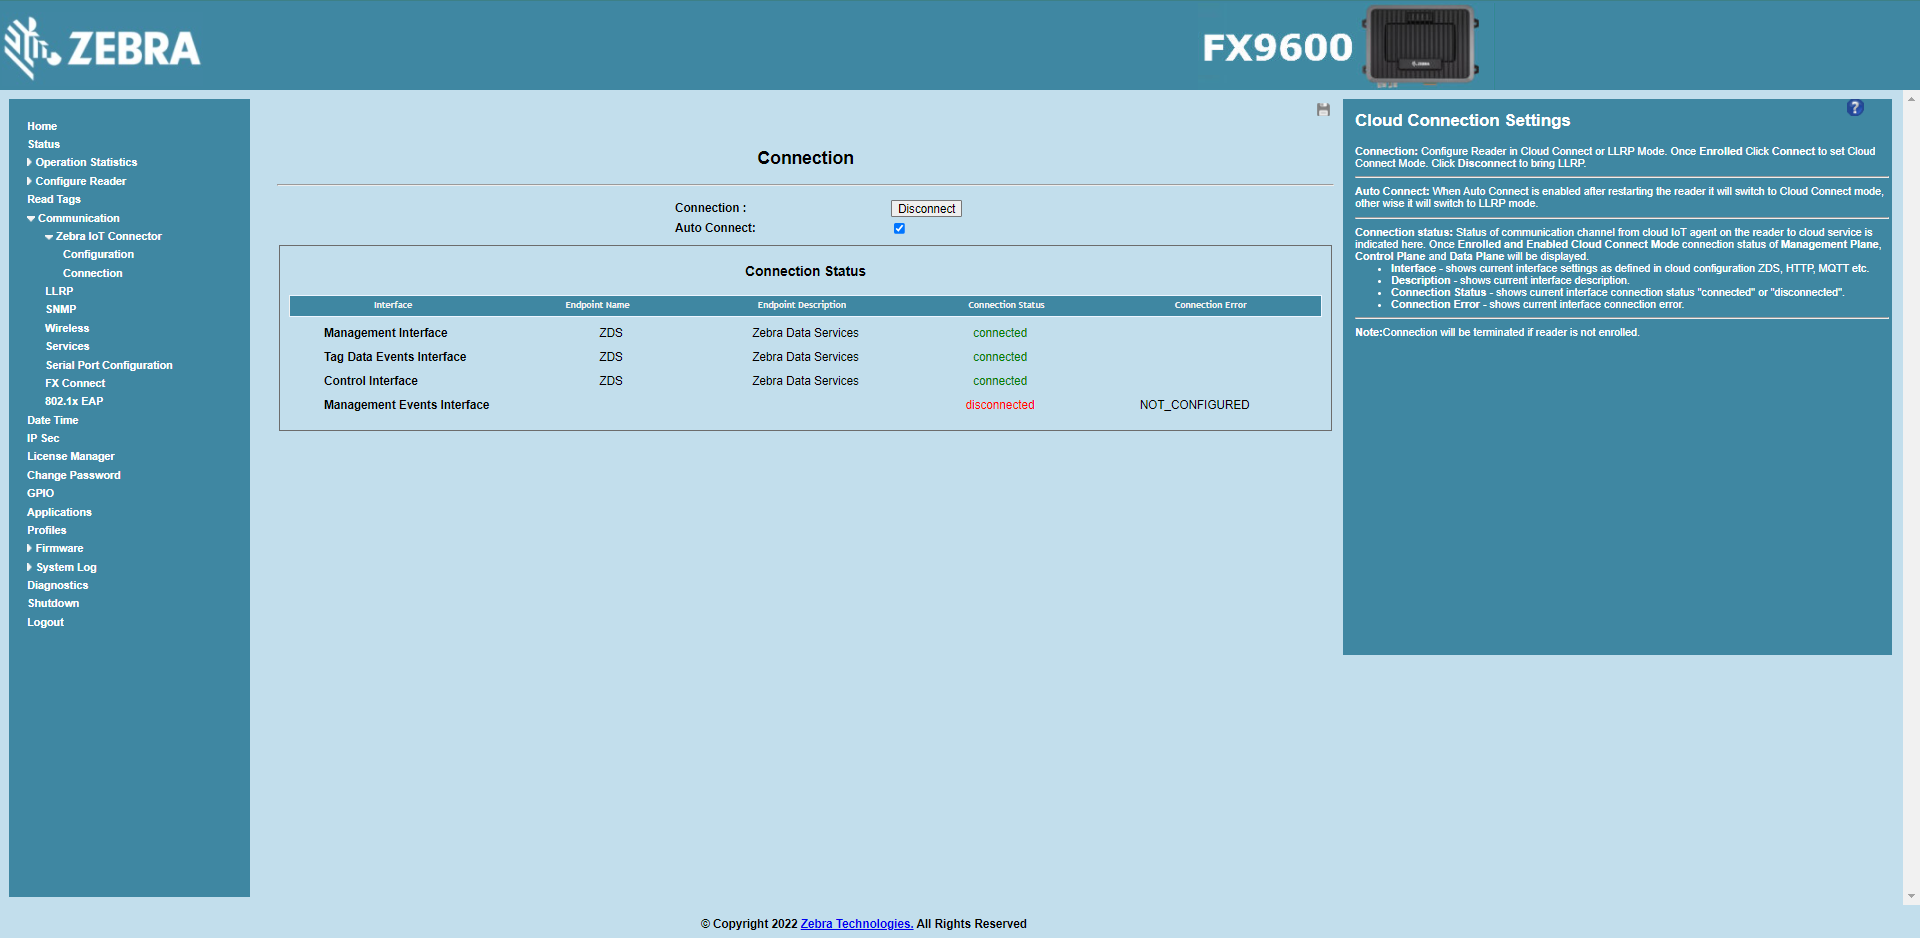 ZEBRA
FX9600
Home
Status
Operation Statistics
Configure Reader
Read Tags
Communication
Zebra IoT Connector
Configuration
Connection
LLRP
SNMP
Wireless
Services
Serial Port Configuration
FX Connect
802.1x EAP
Date Time
IP Sec
License Manager
Change Password
GPIO
Applications
Profiles
Firmware
System Log
Diagnostics
Shutdown
Logout
Connection
Connection : Disconnect
Auto Connect:
Connection Status
Interface Endpoint Name Endpoint Description Connection Status Connection Error
Management Interface ZDS Zebra Data Services connected
Tag Data Events Interface ZDS Zebra Data Services connected
Control Interface ZDS Zebra Data Services connected
Management Events Interface disconnected NOT_CONFIGURED
?
Cloud Connection Settings
Connection: Configure Reader in Cloud Connect or LLRP Mode. Once Enrolled Click Connect to set Cloud
Connect Mode. Click Disconnect to bring LLRP.
Auto Connect: When Auto Connect is enabled after restarting the reader it will switch to Cloud Connect mode,
other wise it will switch to LLRP mode.
Connection status: Status of communication channel from cloud IoT agent on the reader to cloud service is
indicated here. Once Enrolled and Enabled Cloud Connect Mode connection status of Management Plane,
Control Plane and Data Plane will be displayed.
• Interface - shows current interface settings as defined in cloud configuration ZDS, HTTP, MQTT etc.
• Description - shows current interface description.
• Connection Status - shows current interface connection status "connected" or "disconnected".
• Connection Error - shows current interface connection error.
Note:Connection will be terminated if reader is not enrolled.
© Copyright 2022 Zebra Technologies. All Rights Reserved